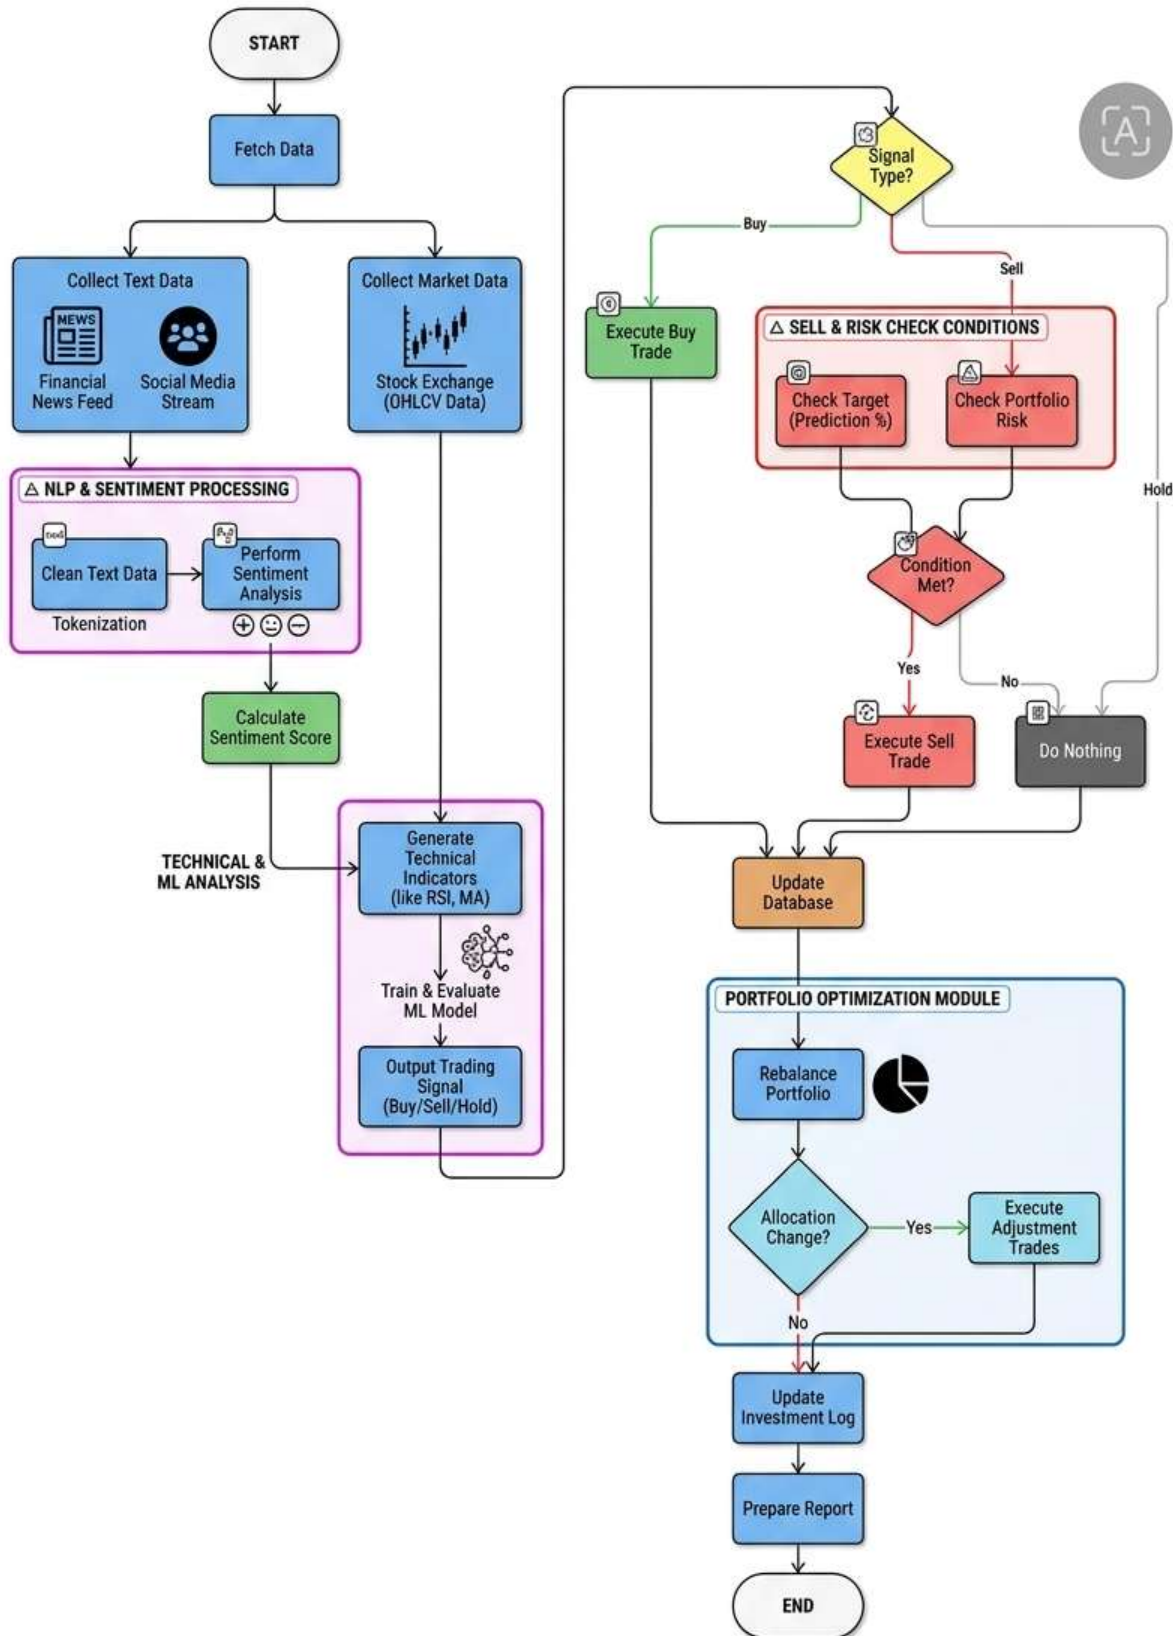 START
Fetch Data
Collect Text Data
NEWS
Financial
News Feed
Social Media
Stream
Collect Market Data
Stock Exchange
(OHLCV Data)
NLP & SENTIMENT PROCESSING
Clean Text Data
Tokenization
Perform
Sentiment
Analysis
Calculate
Sentiment Score
TECHNICAL &
ML ANALYSIS
Generate
Technical
Indicators
(like RSI, MA)
Train & Evaluate
ML Model
Output Trading
Signal
(Buy/Sell/Hold)
A
Signal
Type?
Buy
Sell
Hold
Execute Buy
Trade
SELL & RISK CHECK CONDITIONS
Check Target
(Prediction %)
Check Portfolio
Risk
Condition
Met?
Yes
No
Execute Sell
Trade
Do Nothing
Update
Database
PORTFOLIO OPTIMIZATION MODULE
Rebalance
Portfolio
Allocation
Change?
Yes
Execute
Adjustment
Trades
No
Update
Investment Log
Prepare Report
END